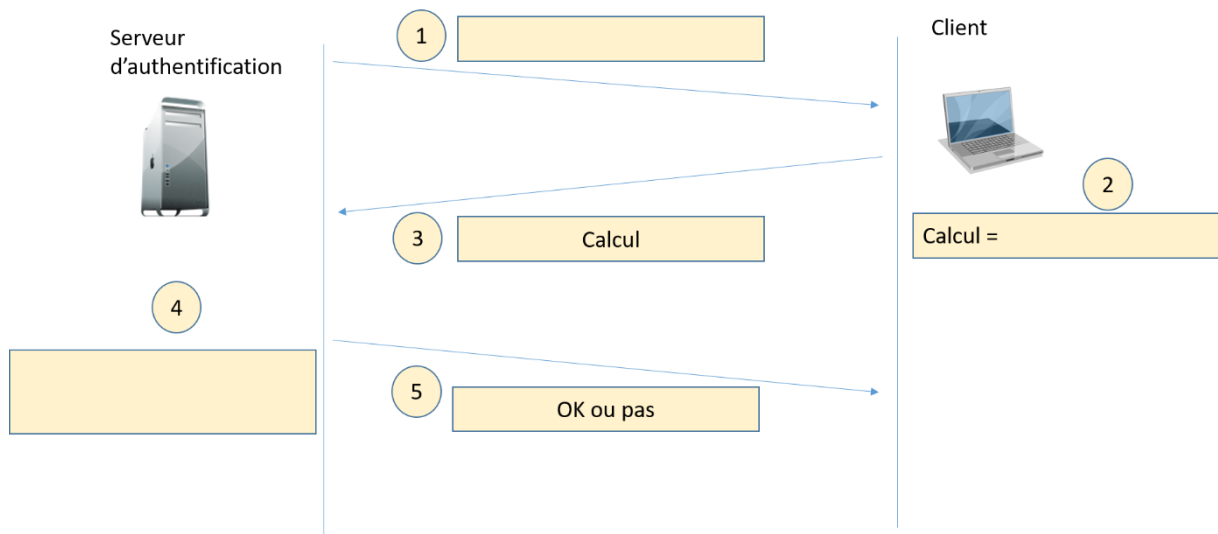 Serveur
d’authentification
1
Client
2
3
Calcul
Calcul =
4
5
OK ou pas